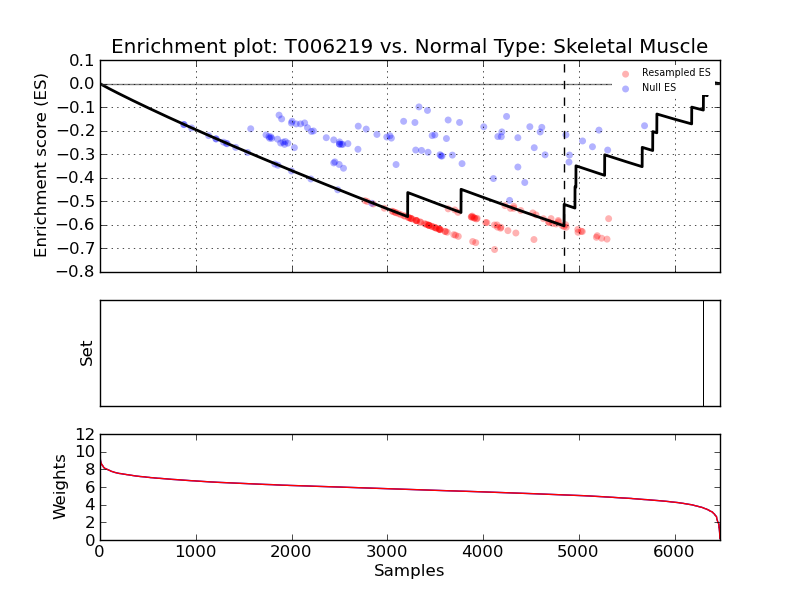 Enrichment plot: T006219 vs. Normal Type: Skeletal Muscle
Enrichment score (ES)
0.1
0.0
−0.1
−0.2
−0.3
−0.4
−0.5
−0.6
−0.7
−0.8
Resampled ES
Null ES
Set
Weights
12
10
8
6
4
2
0
0 1000 2000 3000 4000 5000 6000
Samples